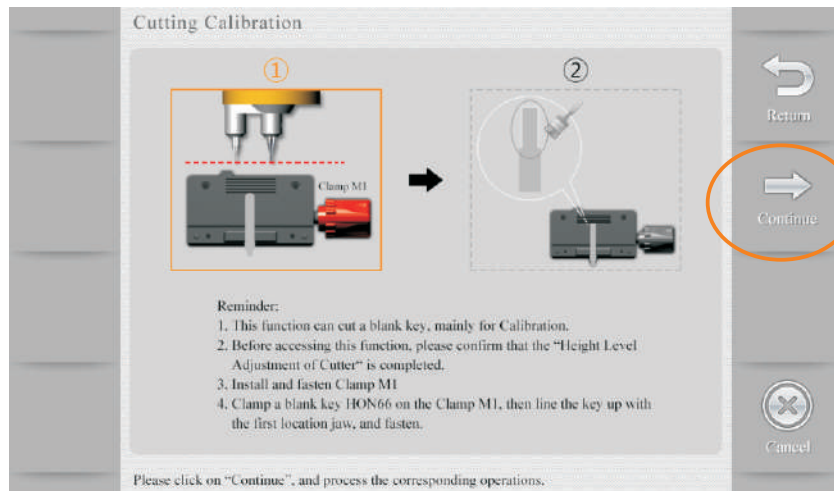 Cutting Calibration
①
②
Clamp M1
Return
Continue
Reminder:
1. This function can cut a blank key, mainly for Calibration.
2. Before accessing this function, please confirm that the “Height Level
Adjustment of Cutter“ is completed.
3. Install and fasten Clamp M1
4. Clamp a blank key HON66 on the Clamp M1, then line the key up with
the first location jaw, and fasten.
Cancel
Please click on “Continue”, and process the corresponding operations.